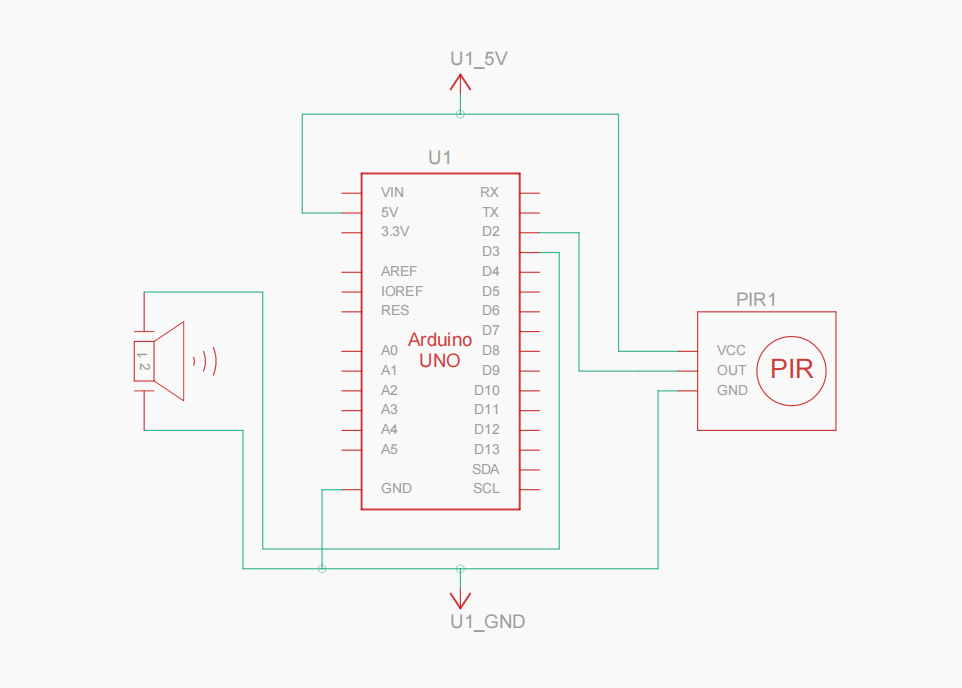 U1_5V
U1
VIN
5V
3.3V
AREF
IOREF
RES
A0
A1
A2
A3
A4
A5
GND
Arduino
UNO
RX
TX
D2
D3
D4
D5
D6
D7
D8
D9
D10
D11
D12
D13
SDA
SCL
1 2
PIR1
VCC
OUT
GND
PIR
U1_GND